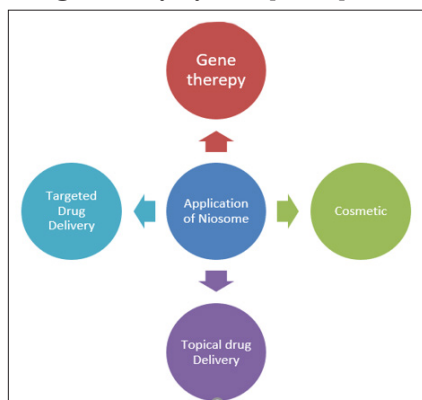 Gene
therepy
Targeted
Drug
Delivery
Application
of Niosome
Cosmetic
Topical drug
Delivery